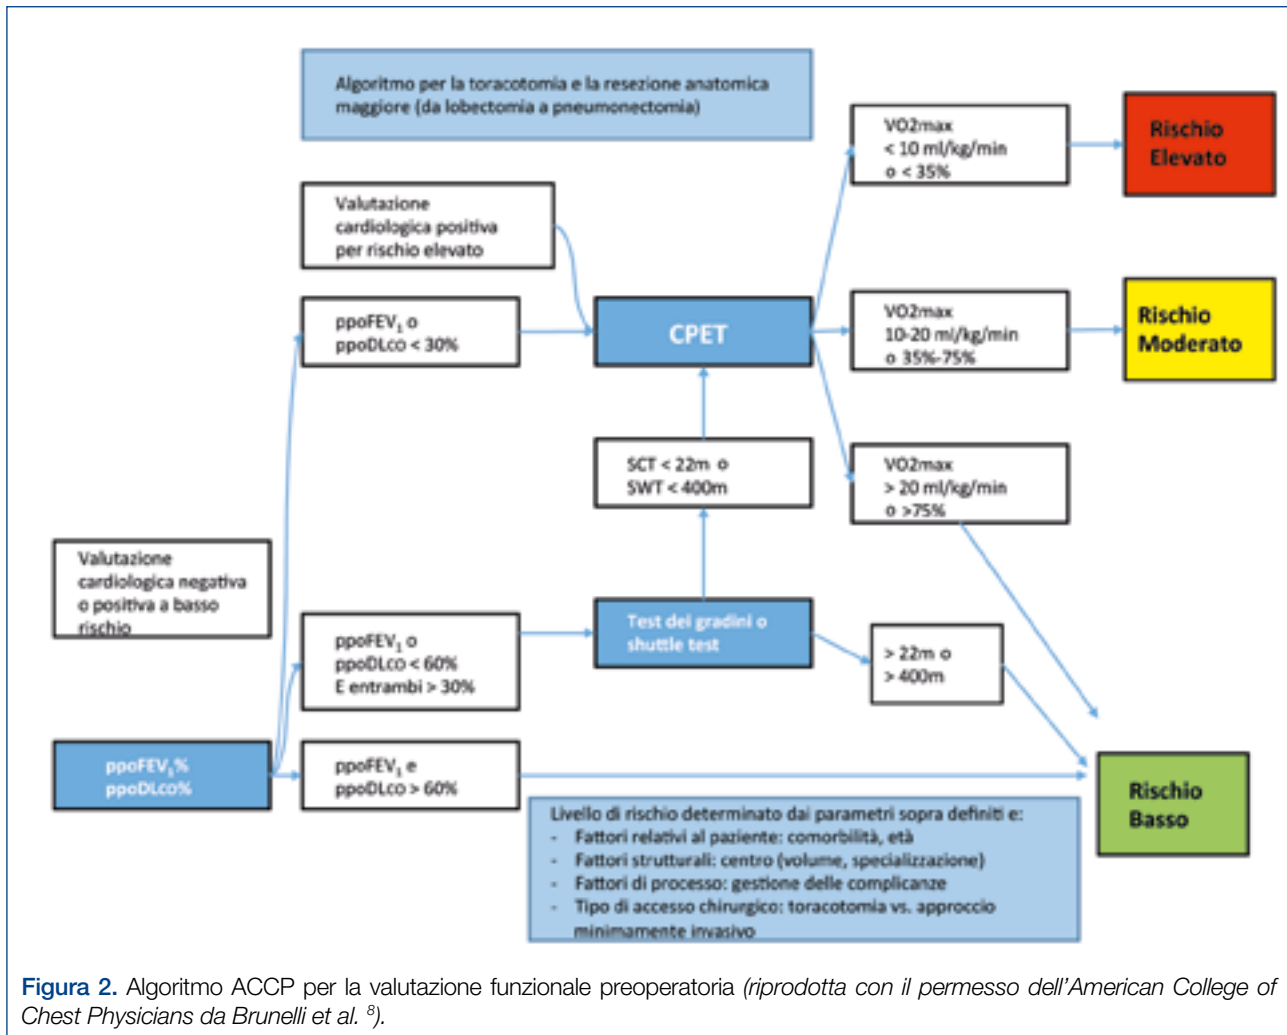 Algoritmo per la toracotomia e la resezione anatomica
maggiore (da lobectomia a pneumonectomia)
VO2max
< 10 ml/kg/min
o < 35%
Rischio
Elevato
Valutazione
cardiologica positiva
per rischio elevato
ppoFEV₁ o
ppoDLCO < 30%
CPET
VO2max
10-20 ml/kg/min
o 35%-75%
Rischio
Moderato
SCT < 22m o
SWT < 400m
VO2max
> 20 ml/kg/min
o >75%
Valutazione
cardiologica negativa
o positiva a basso
rischio
ppoFEV₁ o
ppoDLCO < 60%
E entrambi > 30%
Test dei gradini o
shuttle test
> 22m o
> 400m
ppoFEV₁%
ppoDLCO%
ppoFEV₁ e
ppoDLCO > 60%
Rischio
Basso
Livello di rischio determinato dai parametri sopra definiti e:
- Fattori relativi al paziente: comorbilità, età
- Fattori strutturali: centro (volume, specializzazione)
- Fattori di processo: gestione delle complicanze
- Tipo di accesso chirurgico: toracotomia vs. approccio
minimamente invasivo
Figura 2. Algoritmo ACCP per la valutazione funzionale preoperatoria (riprodotta con il permesso dell'American College of
Chest Physicians da Brunelli et al. ⁸).